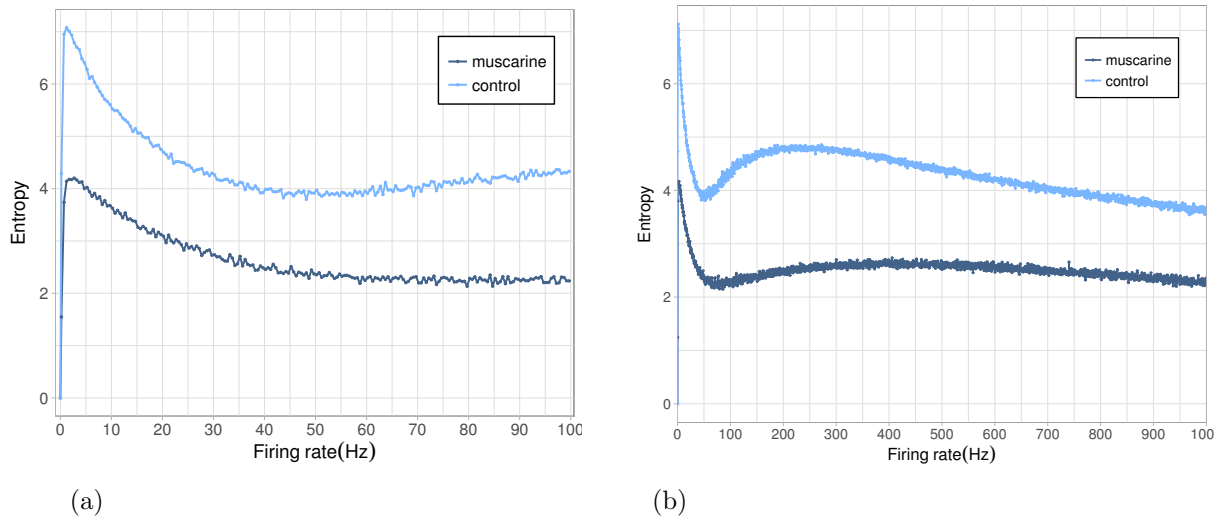 muscarine
control
Entropy
6
4
2
0
0 10 20 30 40 50 60 70 80 90 100
Firing rate(Hz)
(a)
muscarine
control
Entropy
6
4
2
0
0 100 200 300 400 500 600 700 800 900 100
Firing rate(Hz)
(b)